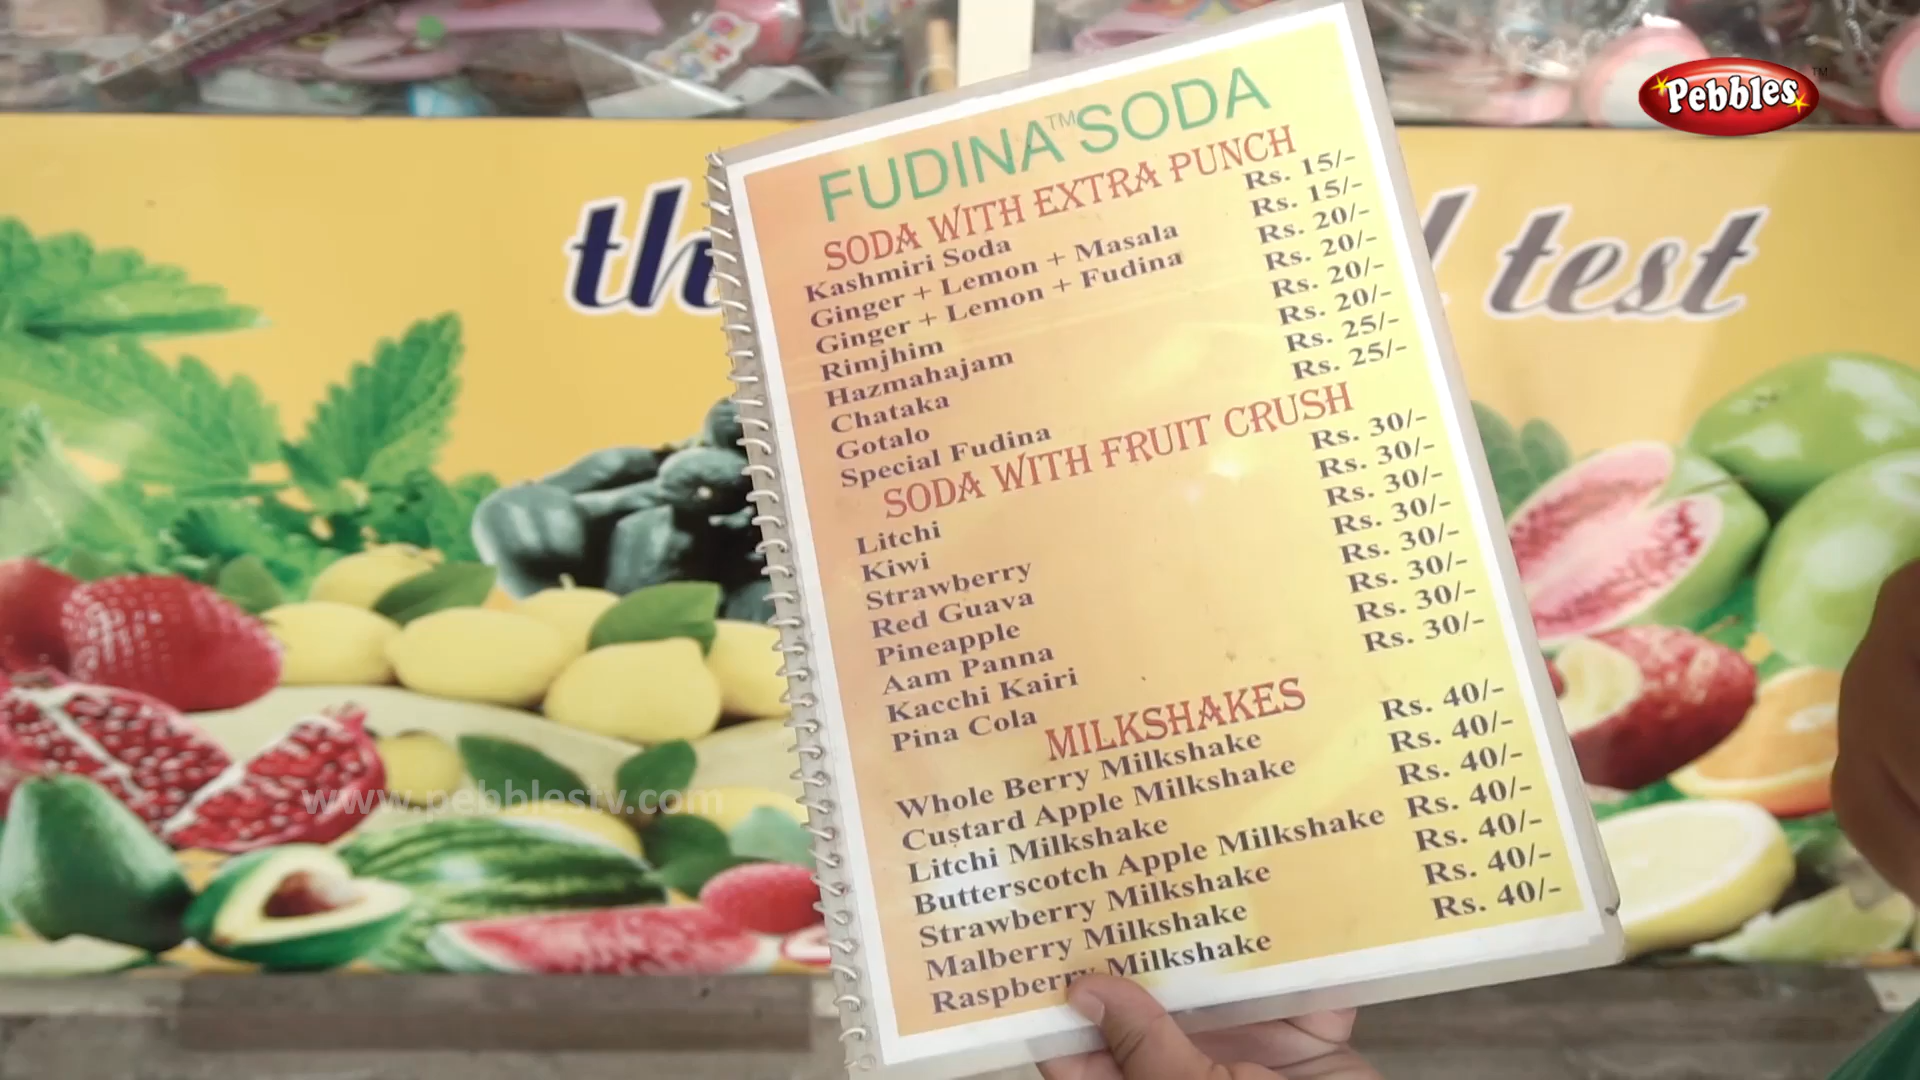 Pebbles™
th
d test
FUDINA™SODA
SODA WITH EXTRA PUNCH
Kashmiri Soda Rs. 15/-
Ginger + Lemon + Masala Rs. 15/-
Ginger + Lemon + Fudina Rs. 20/-
Rimjhim Rs. 20/-
Hazmahajam Rs. 20/-
Chataka Rs. 20/-
Gotalo Rs. 25/-
Special Fudina Rs. 25/-
SODA WITH FRUIT CRUSH
Litchi Rs. 30/-
Kiwi Rs. 30/-
Strawberry Rs. 30/-
Red Guava Rs. 30/-
Pineapple Rs. 30/-
Aam Panna Rs. 30/-
Kacchi Kairi Rs. 30/-
Pina Cola Rs. 30/-
MILKSHAKES
Whole Berry Milkshake Rs. 40/-
Custard Apple Milkshake Rs. 40/-
Litchi Milkshake Rs. 40/-
Butterscotch Apple Milkshake Rs. 40/-
Strawberry Milkshake Rs. 40/-
Malberry Milkshake Rs. 40/-
Raspberry Milkshake Rs. 40/-
www.pebblestv.com